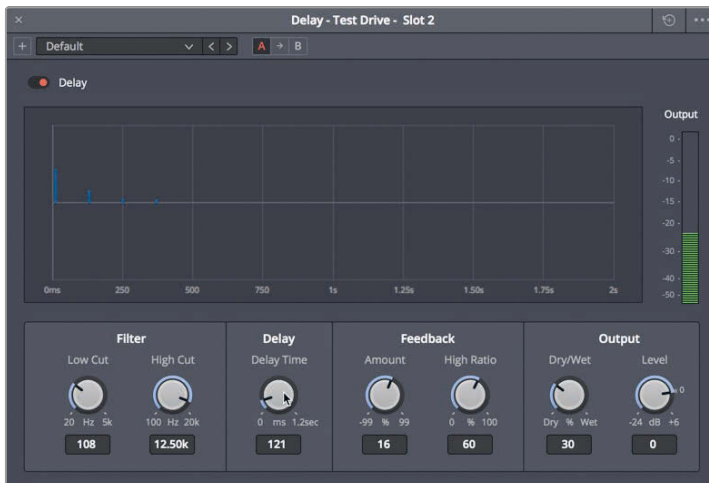 Delay - Test Drive - Slot 2
Default
A
B
Delay
Output
0
-5
-10
-15
-20
-30
-40
-50
0ms 250 500 750 1s 1.25s 1.50s 1.75s 2s
Filter
Delay
Feedback
Output
Low Cut
High Cut
Delay Time
Amount
High Ratio
Dry/Wet
Level
0
20 Hz 5k
100 Hz 20k
0 ms 1.2sec
-99 % 99
0 % 100
Dry % Wet
-24 dB +6
108
12.50k
121
16
60
30
0